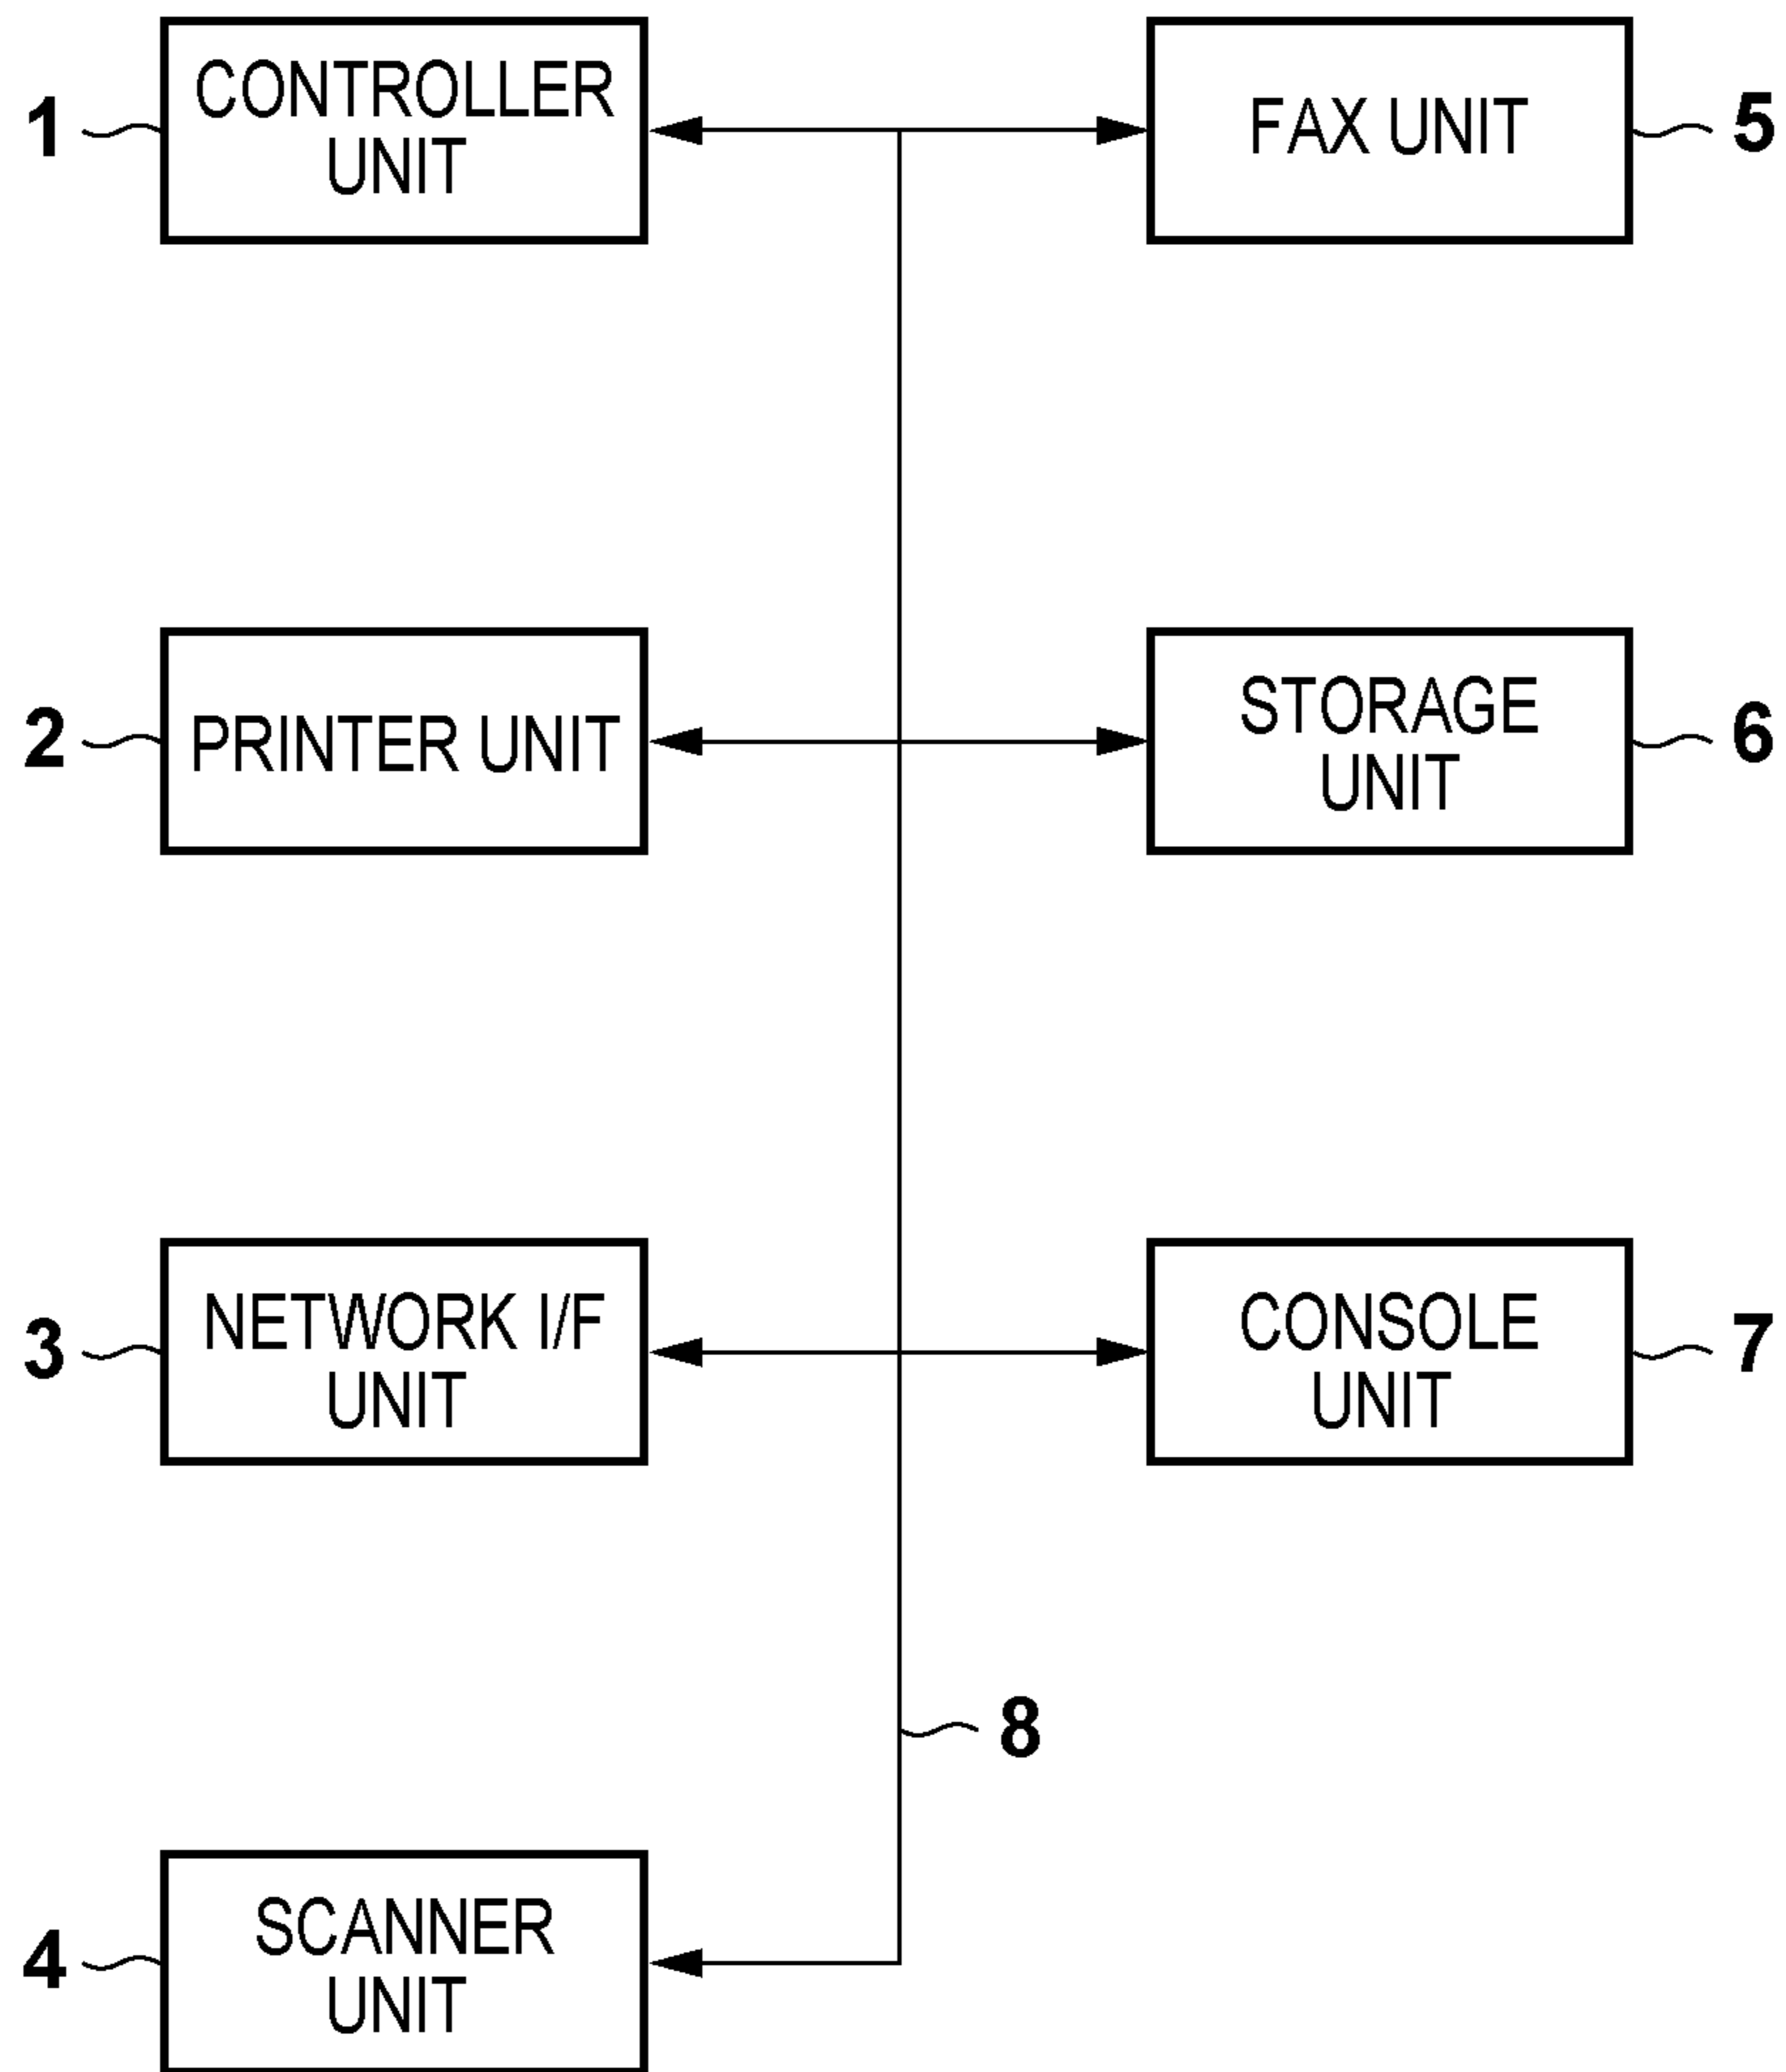 1
CONTROLLER
UNIT
FAX UNIT
5
2
PRINTER UNIT
STORAGE
UNIT
6
3
NETWORK I/F
UNIT
CONSOLE
UNIT
7
8
4
SCANNER
UNIT